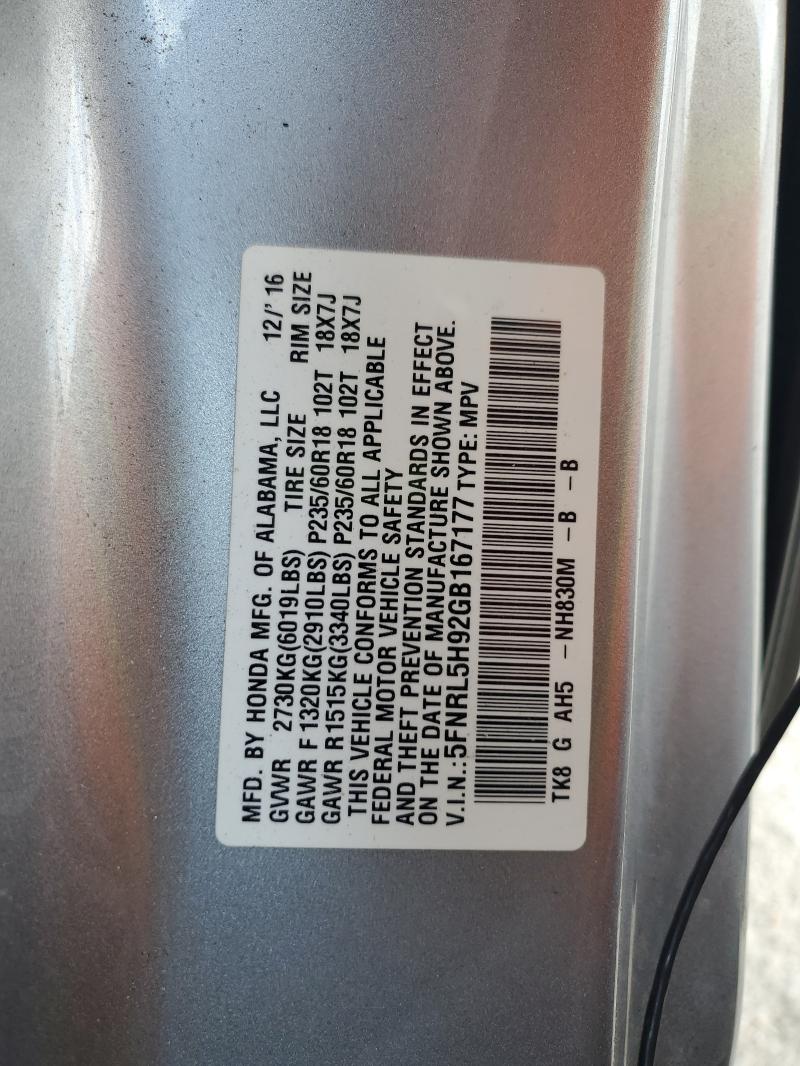 MFD. BY HONDA MFG. OF ALABAMA, LLC 12/' 16
GVWR 2730KG(6019LBS) TIRE SIZE RIM SIZE
GAWR F 1320KG(2910LBS) P235/60R18 102T 18X7J
GAWR R 1515KG(3340LBS) P235/60R18 102T 18X7J
THIS VEHICLE CONFORMS TO ALL APPLICABLE
FEDERAL MOTOR VEHICLE SAFETY
AND THEFT PREVENTION STANDARDS IN EFFECT
ON THE DATE OF MANUFACTURE SHOWN ABOVE.
V.I.N.:5FNRL5H92GB167177 TYPE: MPV
TK8 G AH5 -NH830M -B -B